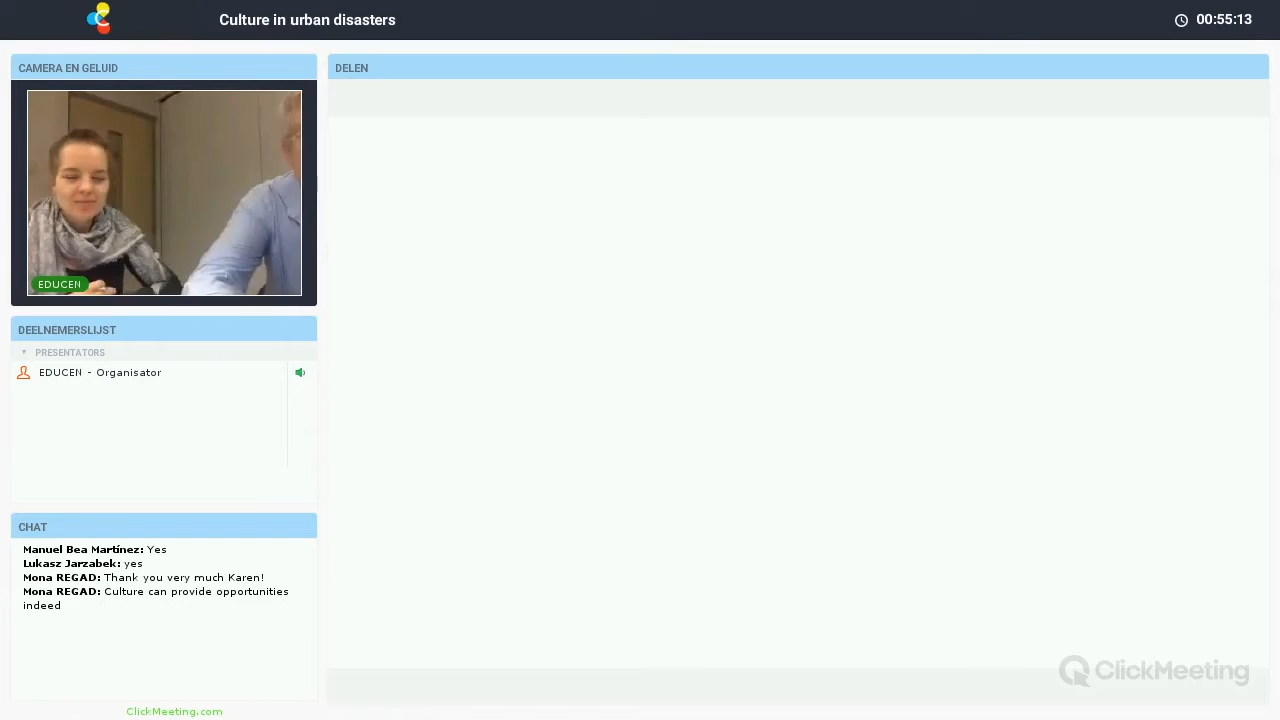 Culture in urban disasters
00:55:13
CAMERA EN GELUID
EDUCEN
DEELNEMERSLIJST
PRESENTATORS
EDUCEN - Organisator
CHAT
Manuel Bea Martínez: Yes
Lukasz Jarzabek: yes
Mona REGAD: Thank you very much Karen!
Mona REGAD: Culture can provide opportunities
indeed
ClickMeeting.com
DELEN
ClickMeeting